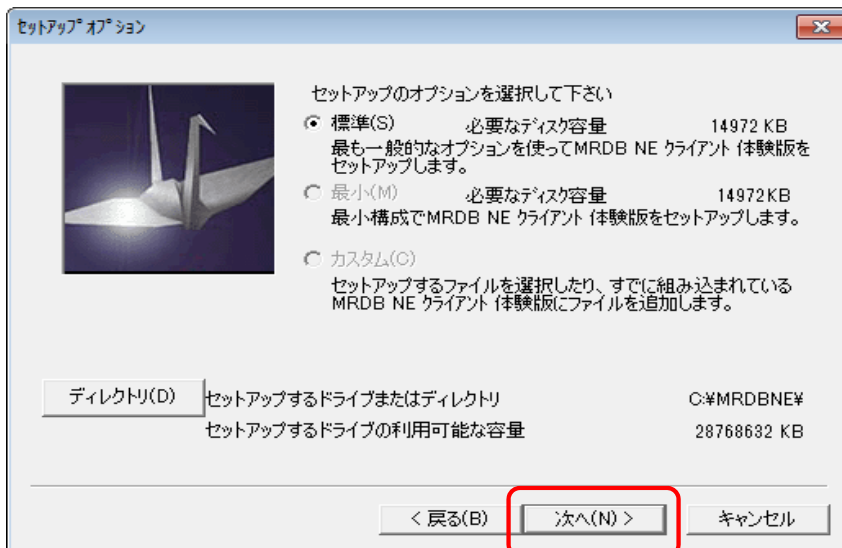 セットアップ オプション
セットアップのオプションを選択して下さい
標準(S) 必要なディスク容量 14972 KB
最も一般的なオプションを使ってMRDB NE クライアント 体験版を
セットアップします。
最小(M) 必要なディスク容量 14972KB
最小構成でMRDB NE クライアント 体験版をセットアップします。
カスタム(C)
セットアップするファイルを選択したり、すでに組み込まれている
MRDB NE クライアント 体験版にファイルを追加します。
ディレクトリ(D) セットアップするドライブまたはディレクトリ C:¥MRDBNE¥
セットアップするドライブの利用可能な容量 28768632 KB
< 戻る(B) 次へ(N) > キャンセル